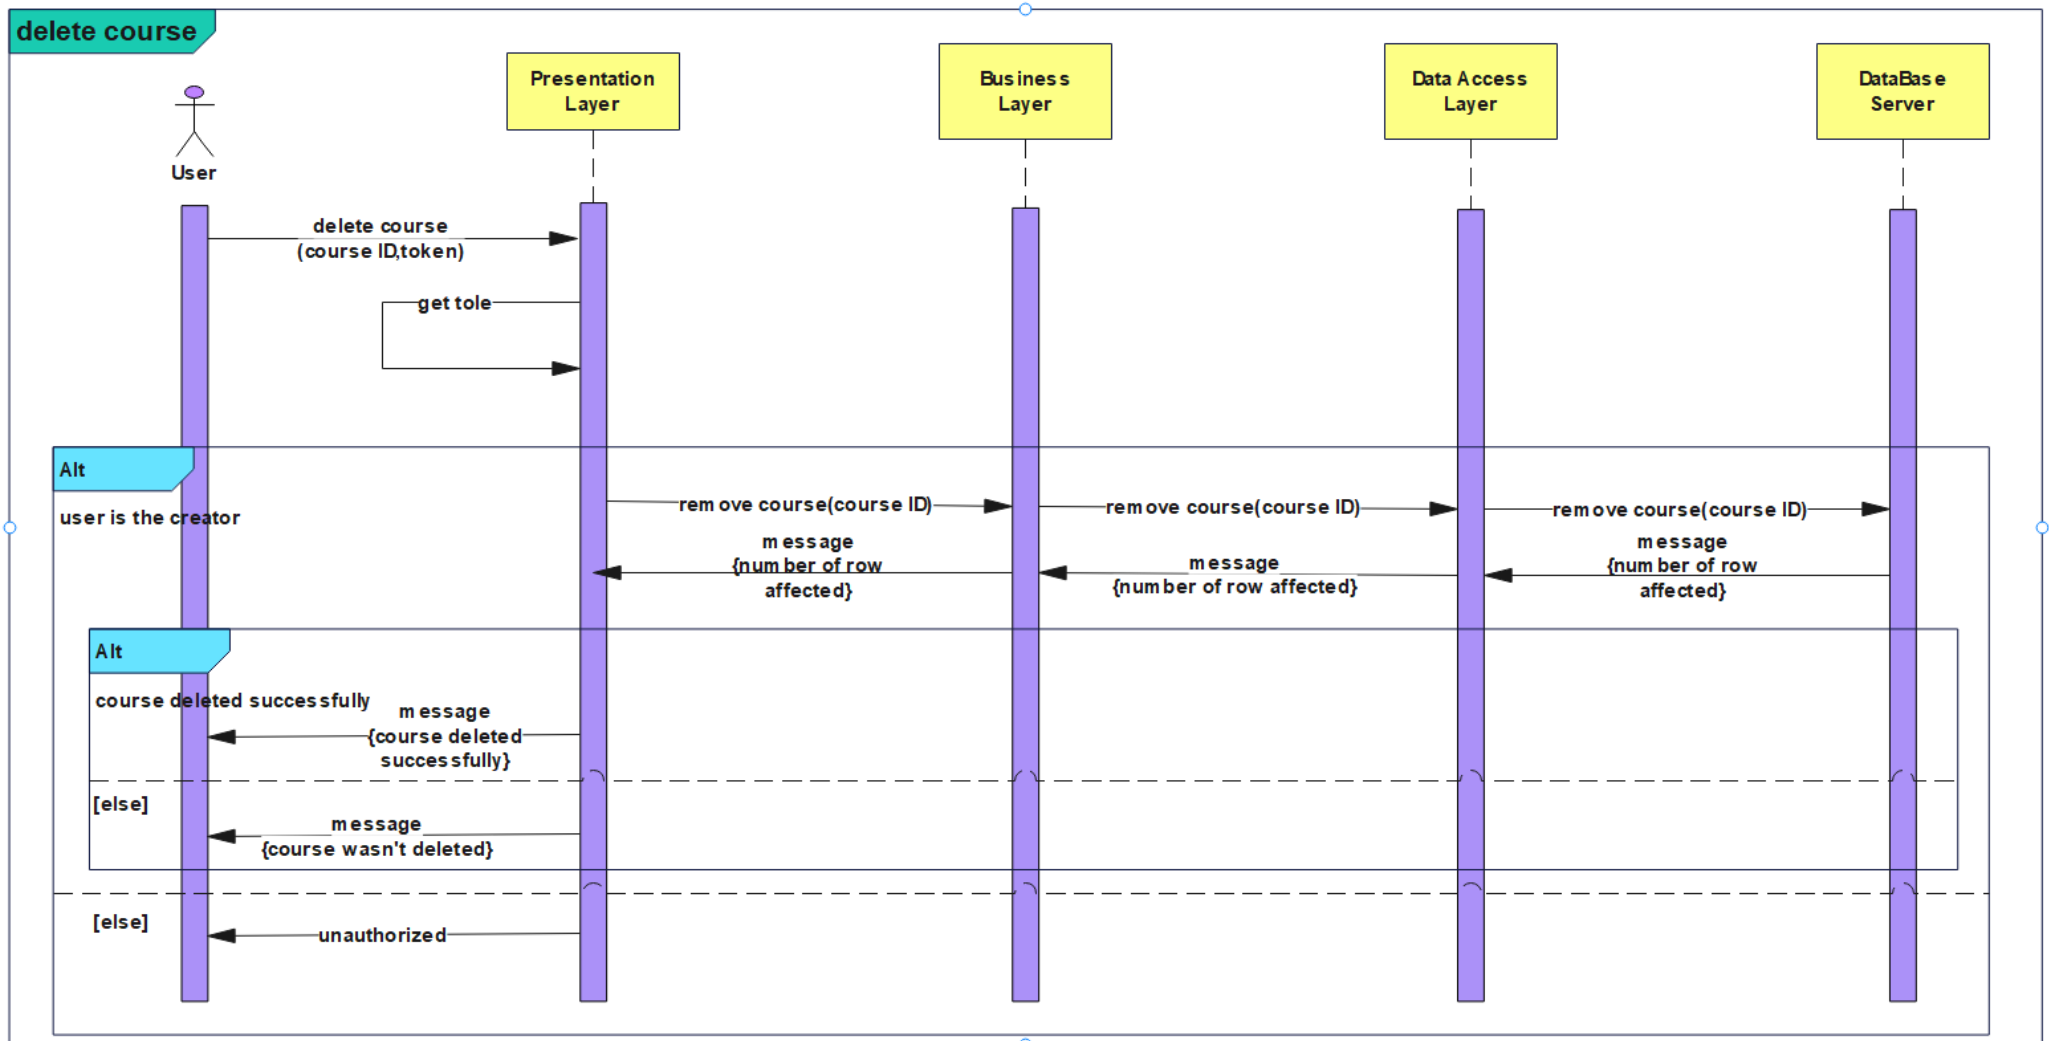 delete course
Presentation
Layer
Business
Layer
Data Access
Layer
DataBase
Server
User
delete course
(course ID,token)
get tole
Alt
user is the creator
remove course(course ID)
remove course(course ID)
remove course(course ID)
message
{number of row
affected}
message
{number of row affected}
message
{number of row
affected}
Alt
course deleted successfully
message
{course deleted
successfully}
[else]
message
{course wasn't deleted}
[else]
unauthorized